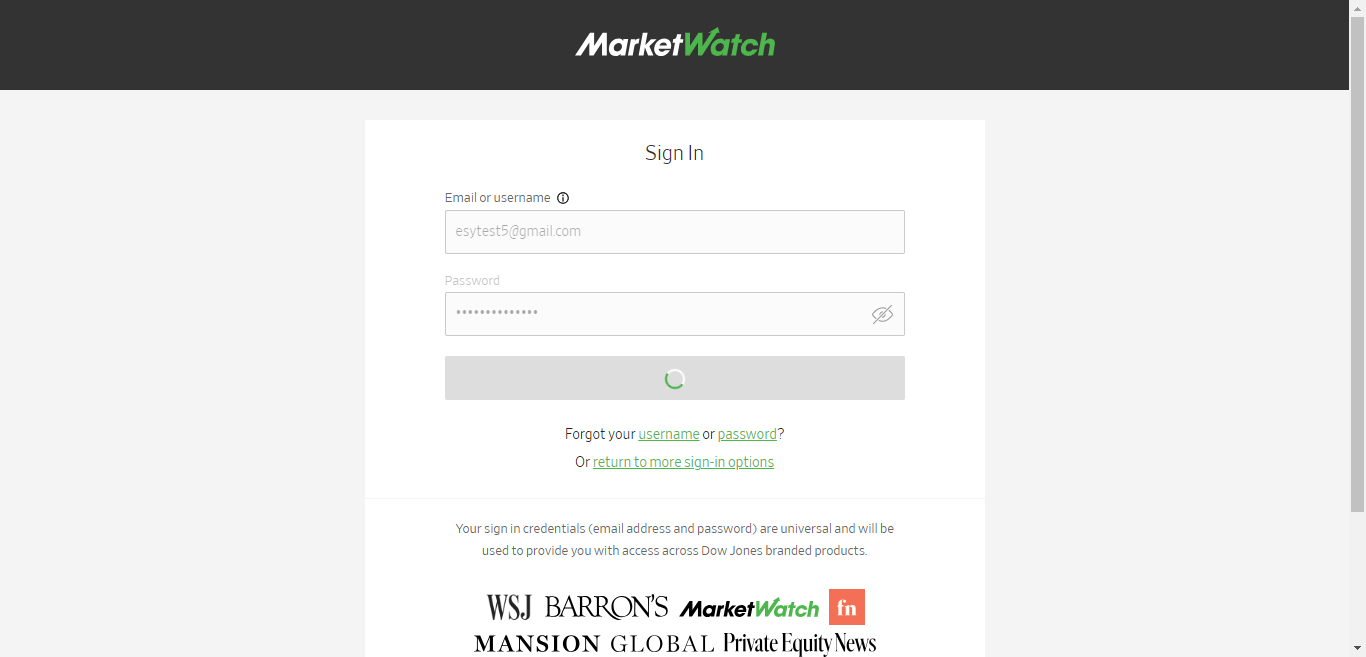 MarketWatch
Sign In
Email or username
esytest5@gmail.com
Password
••••••••••••••
Forgot your username or password?
Or return to more sign-in options
Your sign in credentials (email address and password) are universal and will be
used to provide you with access across Dow Jones branded products.
WSJ BARRON'S MarketWatch fn
MANSION GLOBAL Private Equity News